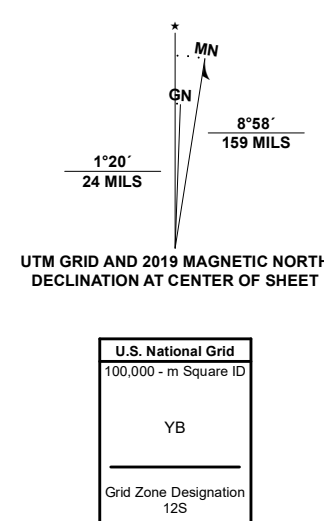 ★
MN
GN
8°58´
159 MILS
1°20´
24 MILS
UTM GRID AND 2019 MAGNETIC NORTH
DECLINATION AT CENTER OF SHEET
U.S. National Grid
100,000 - m Square ID
YB
Grid Zone Designation
12S